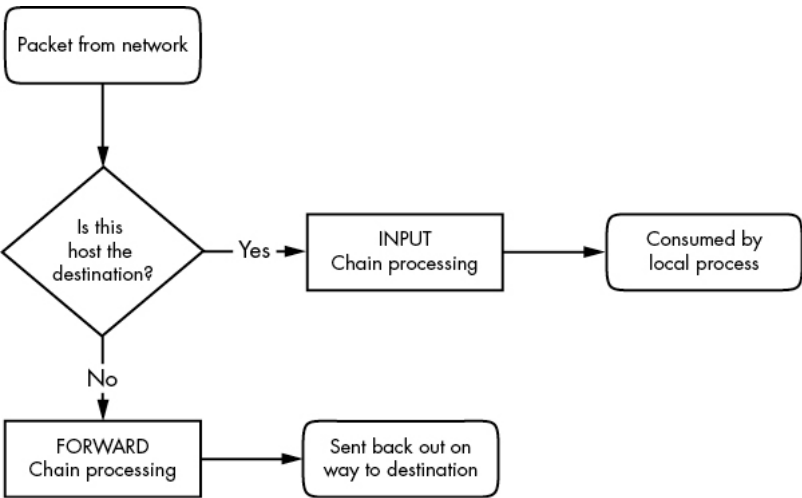 Packet from network
Is this
host the
destination?
Yes
INPUT
Chain processing
Consumed by
local process
No
FORWARD
Chain processing
Sent back out on
way to destination